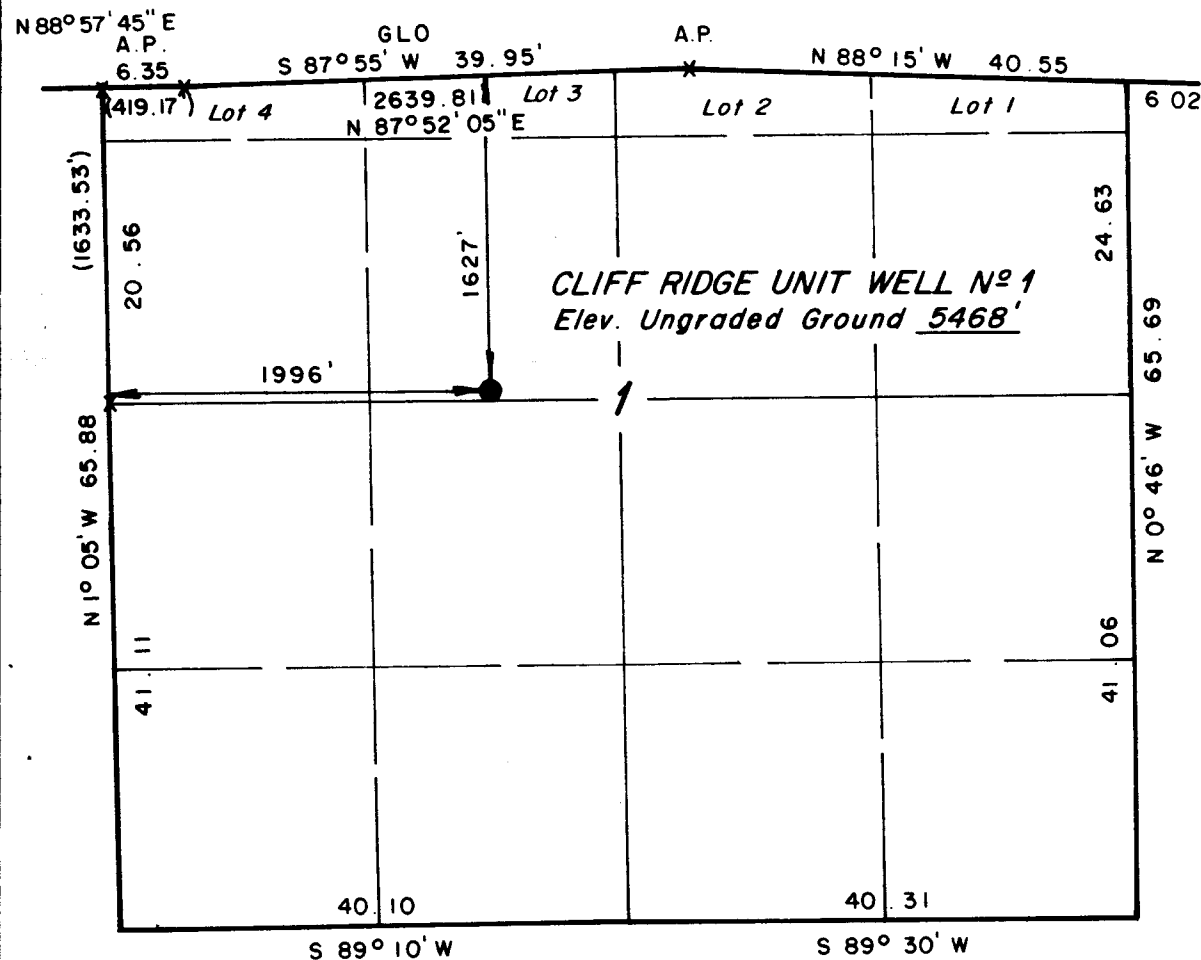 N 88° 57' 45" E
A.P.
6.35
GLO
S 87° 55' W 39.95'
A.P.
N 88° 15' W 40.55
(419.17')
Lot 4
2639.81
N 87° 52' 05" E
Lot 3
Lot 2
Lot 1
6 02
(1633.53')
20.56
1627'
24.63
CLIFF RIDGE UNIT WELL Nº 1
Elev. Ungraded Ground 5468'
1996'
1
N 1° 05' W 65.88
N 0° 46' W 65.69
41.11
41.06
40.10
40.31
S 89° 10' W
S 89° 30' W